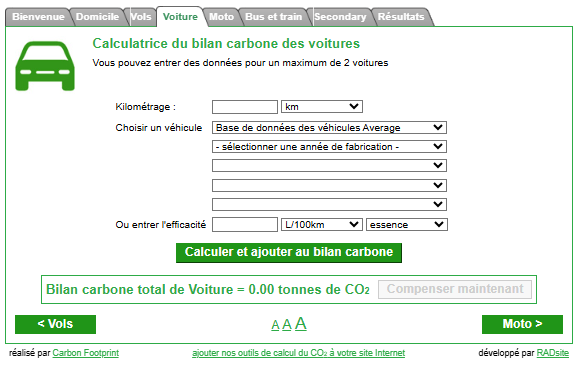 Bienvenue Domicile Vols Voiture Moto Bus et train Secondary Résultats
Calculatrice du bilan carbone des voitures
Vous pouvez entrer des données pour un maximum de 2 voitures
Kilométrage : km
Choisir un véhicule Base de données des véhicules Average
- sélectionner une année de fabrication -
Ou entrer l'efficacité L/100km essence
Calculer et ajouter au bilan carbone
Bilan carbone total de Voiture = 0.00 tonnes de CO2 Compenser maintenant
< Vols A A A Moto >
réalisé par Carbon Footprint ajouter nos outils de calcul du CO2 à votre site Internet développé par RADsite